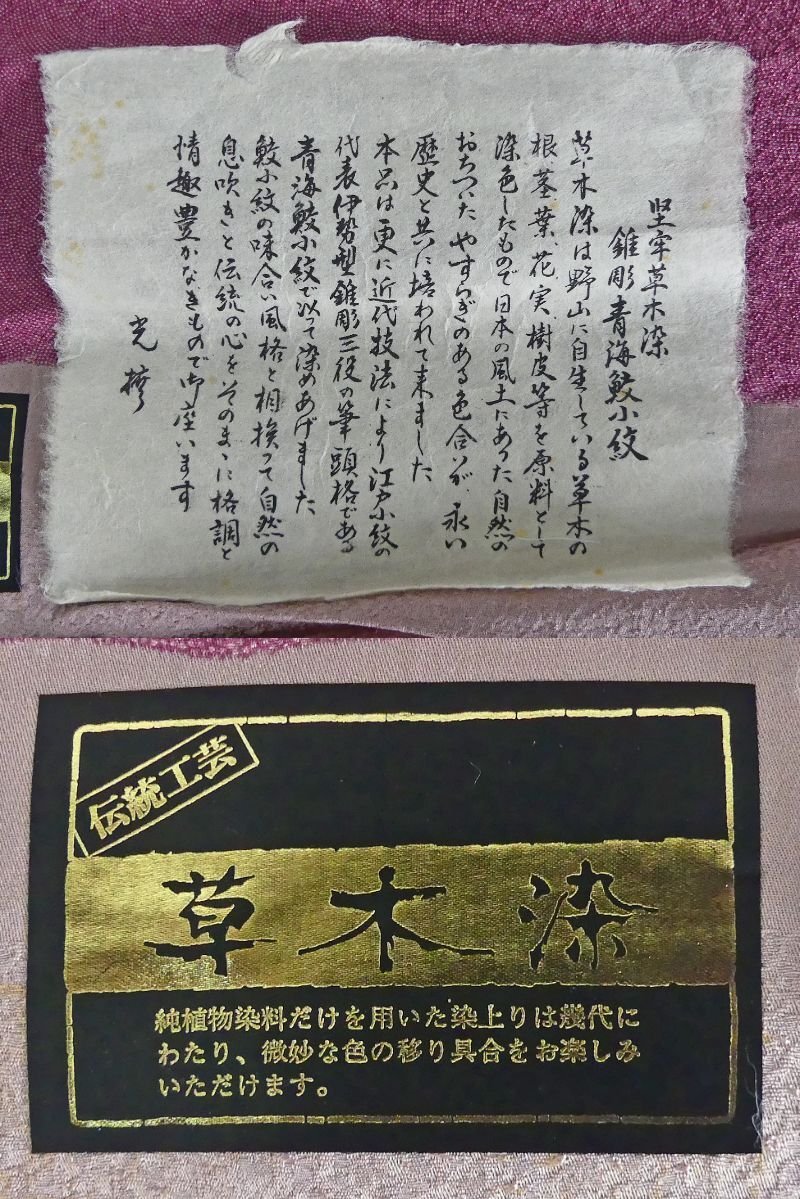 堅牢草木染
錐彫青海鮫小紋
草木染は野山に自生している草木の
根、茎葉、花、実、樹皮等を原料として
染色したもので日本の風土にあった自然の
おちついたやすらぎのある色合いが、永い
歴史と共に培われて来ました
本品は更に近代技法により江戸小紋の
代表伊勢型錐彫三役の筆頭格である
青海鮫小紋で以って染めあげました
鮫小紋の味合い風格と相挨って自然の
息吹きと伝統の心をそのまゝに格調と
情趣豊かなきもので御座います
伝統工芸
草木染
純植物染料だけを用いた染上りは幾代に
わたり、微妙な色の移り具合をお楽しみ
いただけます。